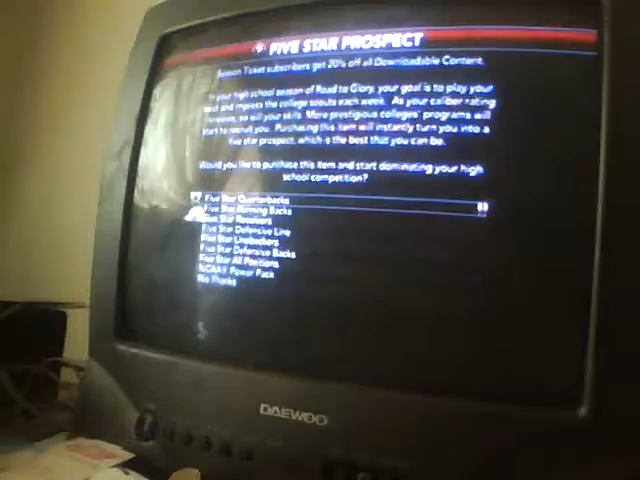 FIVE STAR PROSPECT
Season Ticket subscribers get 20% off all Downloadable Content.
In your high school season of Road to Glory, your goal is to play your
best and impress the college scouts each week. As your caliber rating
increases, so will your skills. More prestigious colleges' programs will
start to recruit you. Purchasing this item will instantly turn you into a
five star prospect, which is the best that you can be.
Would you like to purchase this item and start dominating your high
school competition?
Five Star Quarterbacks
Five Star Running Backs
Five Star Receivers
Five Star Defensive Line
Five Star Linebackers
Five Star Defensive Backs
Five Star All Positions
NCAA® Power Pack
No Thanks
DAEWOO